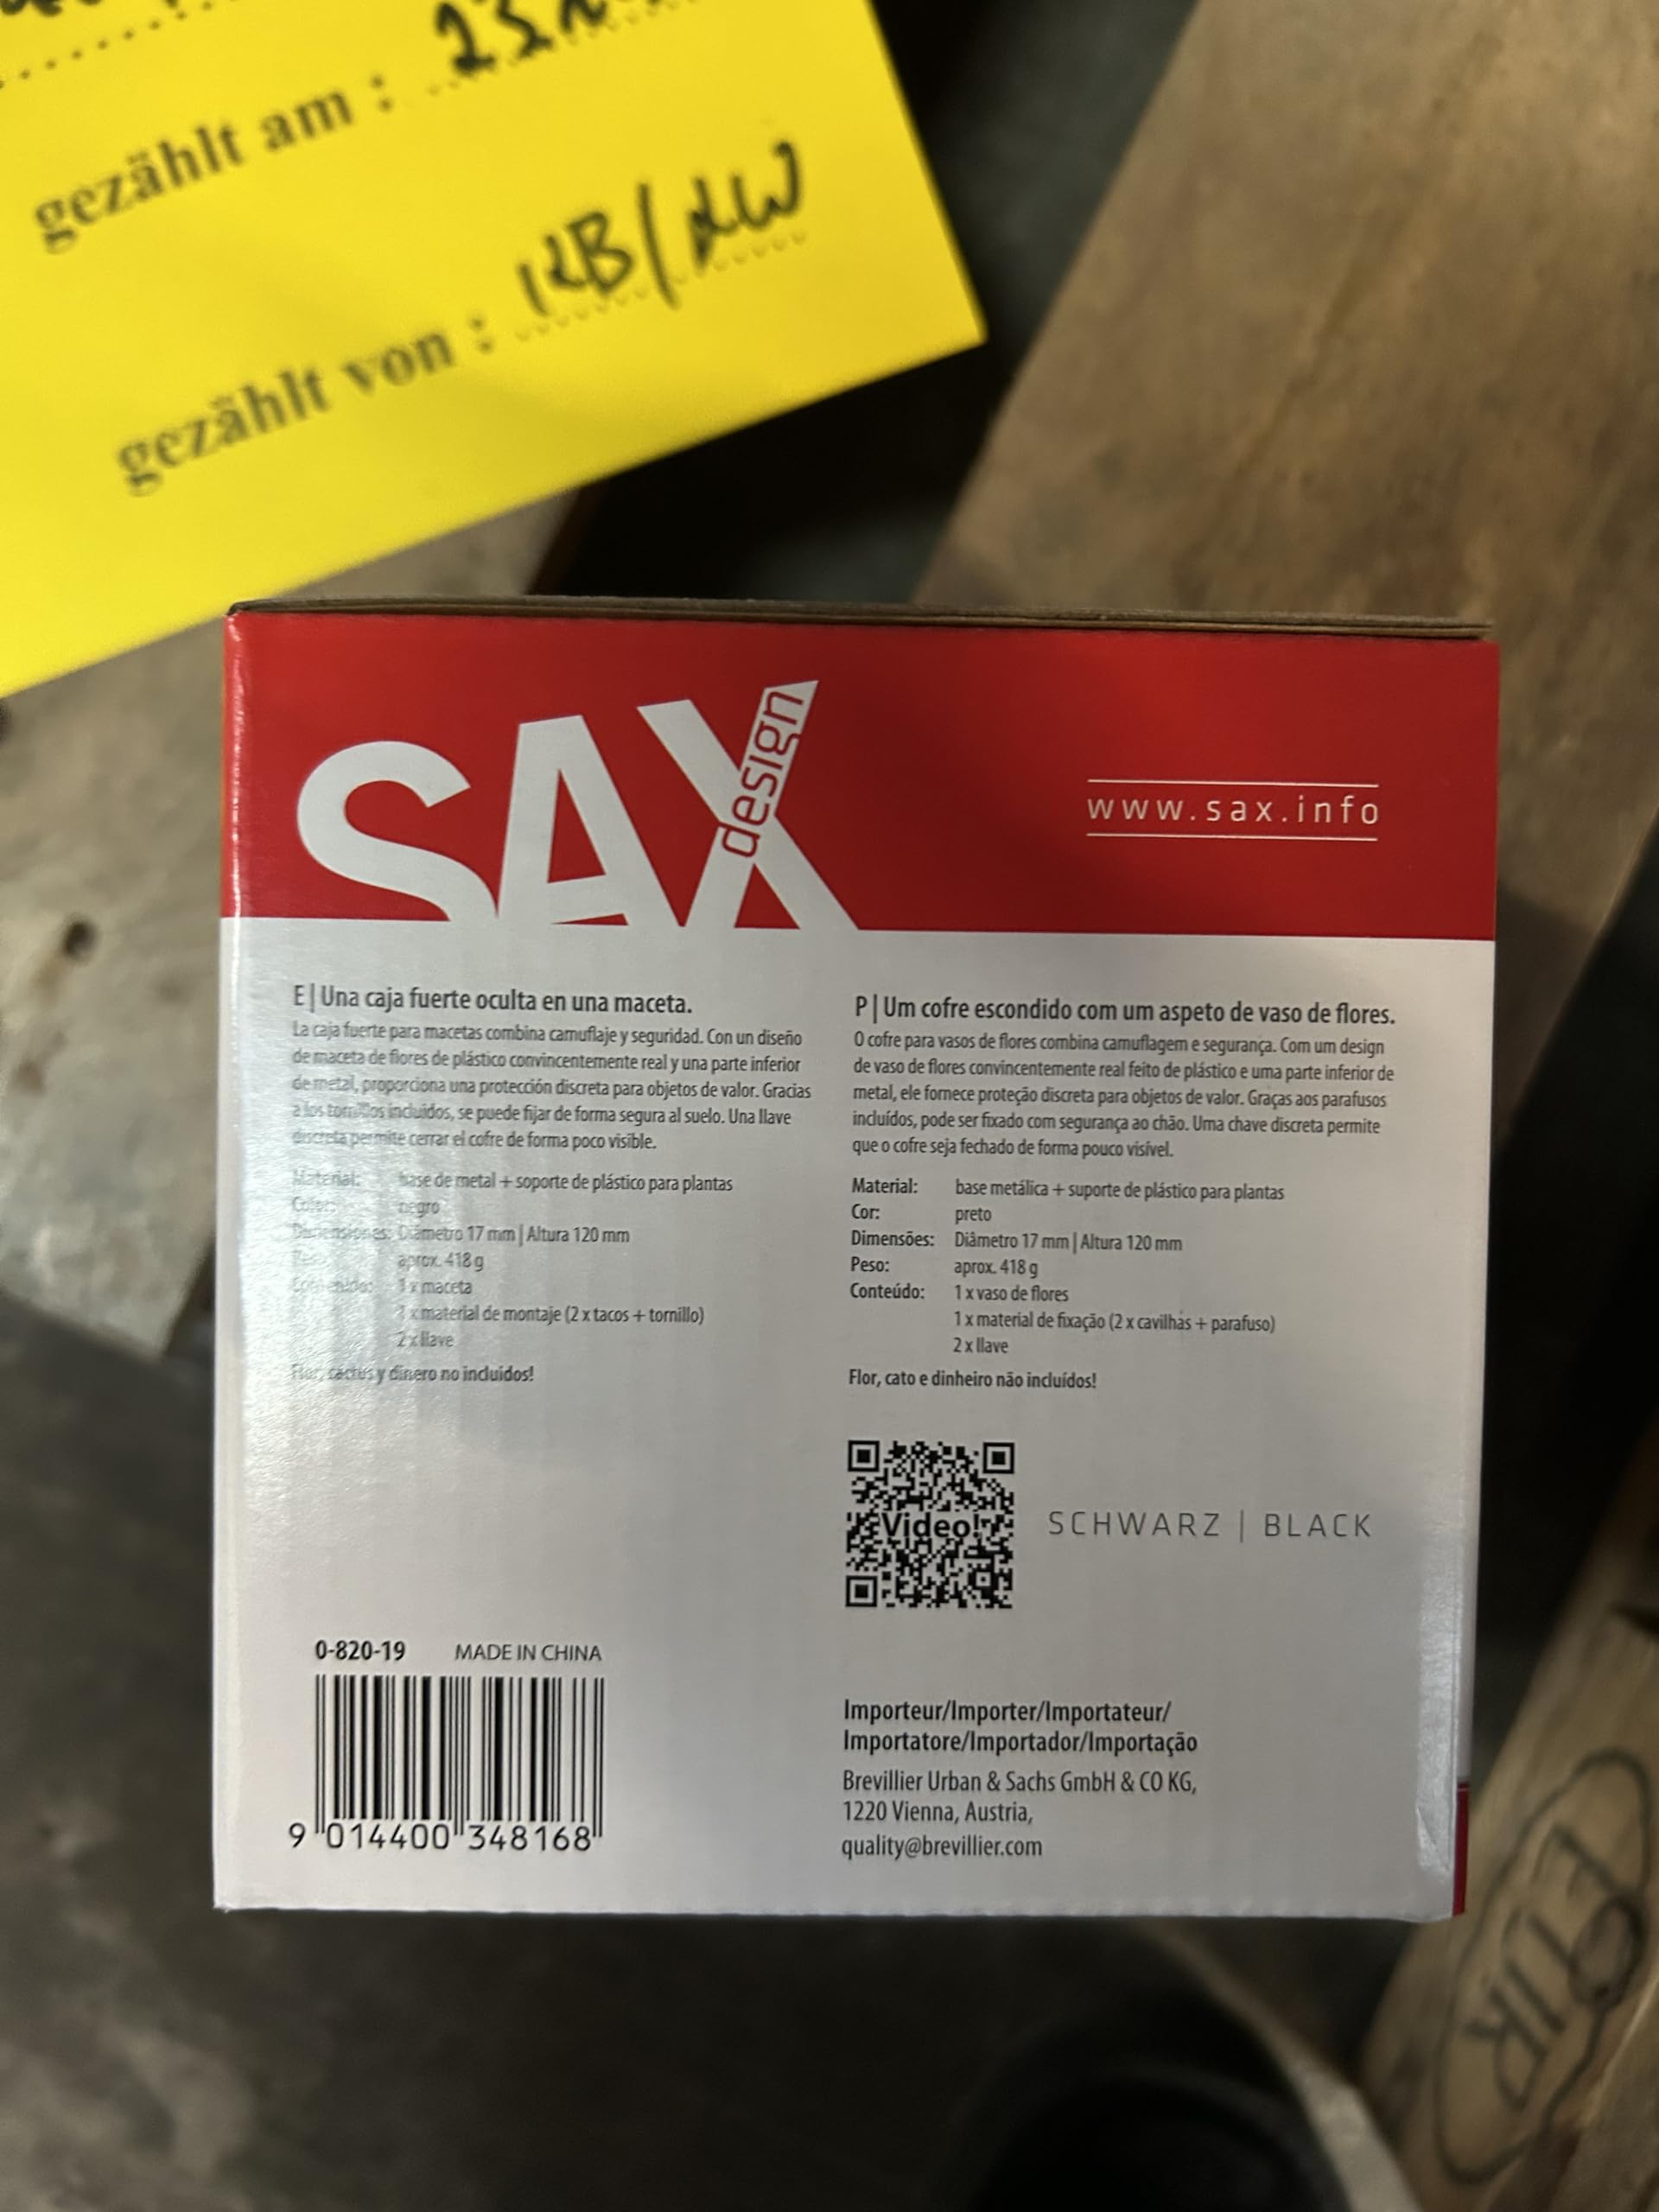 gezählt am :
gezählt von : KB/LW
SAX
design
www.sax.info
E | Una caja fuerte oculta en una maceta.
La caja fuerte para macetas combina camuflaje y seguridad. Con un diseño
de maceta de flores de plástico convincentemente real y una parte inferior
de metal, proporciona una protección discreta para objetos de valor. Gracias
a los tornillos incluidos, se puede fijar de forma segura al suelo. Una llave
discreta permite cerrar el cofre de forma poco visible.
Material: base de metal + soporte de plástico para plantas
Color: negro
Dimensiones: Diámetro 17 mm | Altura 120 mm
Peso: aprox. 418 g
Contenido: 1 x maceta
1 x material de montaje (2 x tacos + tornillo)
2 x llave
Flor, cactus y dinero no incluidos!
P | Um cofre escondido com um aspeto de vaso de flores.
O cofre para vasos de flores combina camuflagem e segurança. Com um design
de vaso de flores convincentemente real feito de plástico e uma parte inferior de
metal, ele fornece proteção discreta para objetos de valor. Graças aos parafusos
incluídos, pode ser fixado com segurança ao chão. Uma chave discreta permite
que o cofre seja fechado de forma pouco visível.
Material: base metálica + suporte de plástico para plantas
Cor: preto
Dimensões: Diâmetro 17 mm | Altura 120 mm
Peso: aprox. 418 g
Conteúdo: 1 x vaso de flores
1 x material de fixação (2 x cavilhas + parafuso)
2 x llave
Flor, cato e dinheiro não incluídos!
Video!
SCHWARZ | BLACK
0-820-19 MADE IN CHINA
9 014400 348168
Importeur/Importer/Importateur/
Importatore/Importador/Importação
Brevillier Urban & Sachs GmbH & CO KG,
1220 Vienna, Austria,
quality@brevillier.com